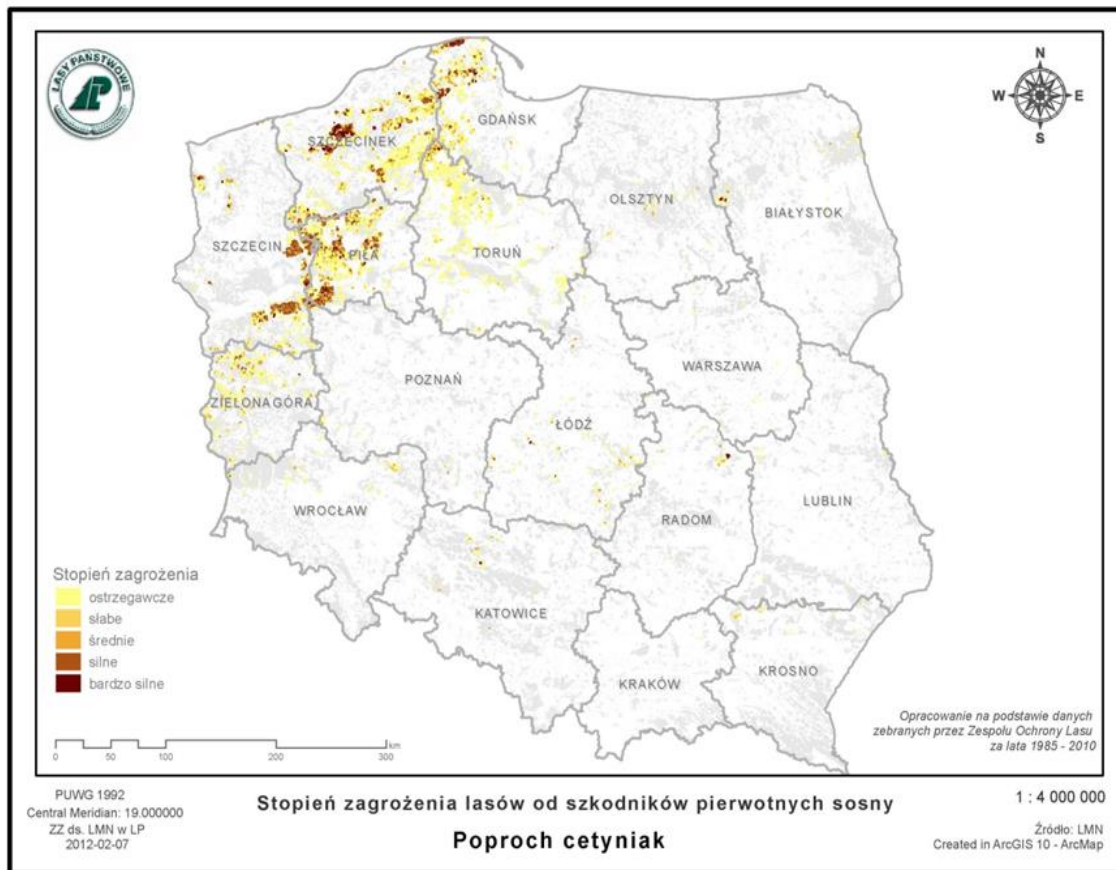 LASY PAŃSTWOWE
N
W E
S
GDAŃSK
SZCZECINEK
OLSZTYN
BIAŁYSTOK
SZCZECIN
PIŁA
TORUŃ
WARSZAWA
POZNAŃ
ZIELONA GÓRA
ŁÓDŹ
LUBLIN
WROCŁAW
RADOM
KATOWICE
KROSNO
KRAKÓW
Stopień zagrożenia
ostrzegawcze
słabe
średnie
silne
bardzo silne
km
0 50 100 200 300
Opracowanie na podstawie danych
zebranych przez Zespołu Ochrony Lasu
za lata 1985 - 2010
PUWG 1992
Central Meridian: 19.000000
ZZ ds. LMN w LP
2012-02-07
Stopień zagrożenia lasów od szkodników pierwotnych sosny
Poproch cetyniak
1 : 4 000 000
Źródło: LMN
Created in ArcGIS 10 - ArcMap